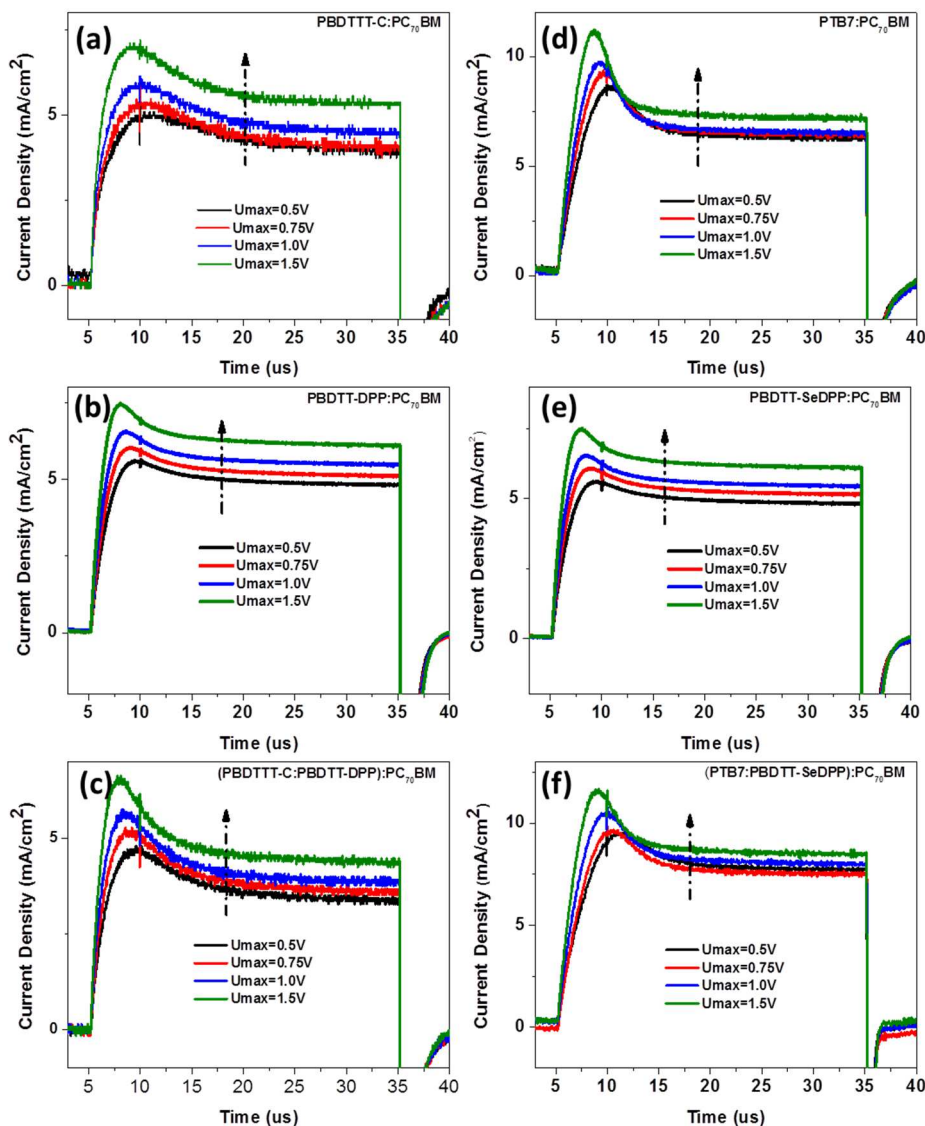 (a)
PBDTTT-C:PC₇₀BM
Current Density (mA/cm²)
5
0
Umax=0.5V
Umax=0.75V
Umax=1.0V
Umax=1.5V
5 10 15 20 25 30 35 40
Time (us)
(d)
PTB7:PC₇₀BM
Current Density (mA/cm²)
10
5
0
Umax=0.5V
Umax=0.75V
Umax=1.0V
Umax=1.5V
5 10 15 20 25 30 35 40
Time (us)
(b)
PBDTT-DPP:PC₇₀BM
Current Density (mA/cm²)
5
0
Umax=0.5V
Umax=0.75V
Umax=1.0V
Umax=1.5V
5 10 15 20 25 30 35 40
Time (us)
(e)
PBDTT-SeDPP:PC₇₀BM
Current Density (mA/cm²)
5
0
Umax=0.5V
Umax=0.75V
Umax=1.0V
Umax=1.5V
5 10 15 20 25 30 35 40
Time (us)
(c)
(PBDTTT-C:PBDTT-DPP):PC₇₀BM
Current Density (mA/cm²)
5
0
Umax=0.5V
Umax=0.75V
Umax=1.0V
Umax=1.5V
5 10 15 20 25 30 35 40
Time (us)
(f)
(PTB7:PBDTT-SeDPP):PC₇₀BM
Current Density (mA/cm²)
10
5
0
Umax=0.5V
Umax=0.75V
Umax=1.0V
Umax=1.5V
5 10 15 20 25 30 35 40
Time (us)